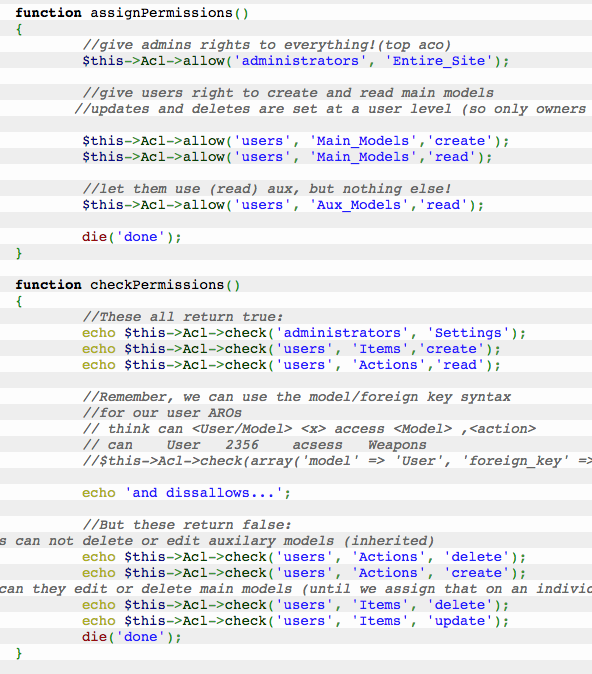 function assignPermissions()
{
//give admins rights to everything!(top aco)
$this->Acl->allow('administrators', 'Entire_Site');
//give users right to create and read main models
//updates and deletes are set at a user level (so only owners
$this->Acl->allow('users', 'Main_Models','create');
$this->Acl->allow('users', 'Main_Models','read');
//let them use (read) aux, but nothing else!
$this->Acl->allow('users', 'Aux_Models','read');
die('done');
}
function checkPermissions()
{
//These all return true:
echo $this->Acl->check('administrators', 'Settings');
echo $this->Acl->check('users', 'Items','create');
echo $this->Acl->check('users', 'Actions','read');
//Remember, we can use the model/foreign key syntax
//for our user AROs
// think can <User/Model> <x> access <Model> ,<action>
// can User 2356 acsess Weapons
//$this->Acl->check(array('model' => 'User', 'foreign_key' =>
echo 'and dissallows...';
//But these return false:
s can not delete or edit auxilary models (inherited)
echo $this->Acl->check('users', 'Actions', 'delete');
echo $this->Acl->check('users', 'Actions', 'create');
can they edit or delete main models (until we assign that on an individ
echo $this->Acl->check('users', 'Items', 'delete');
echo $this->Acl->check('users', 'Items', 'update');
die('done');
}